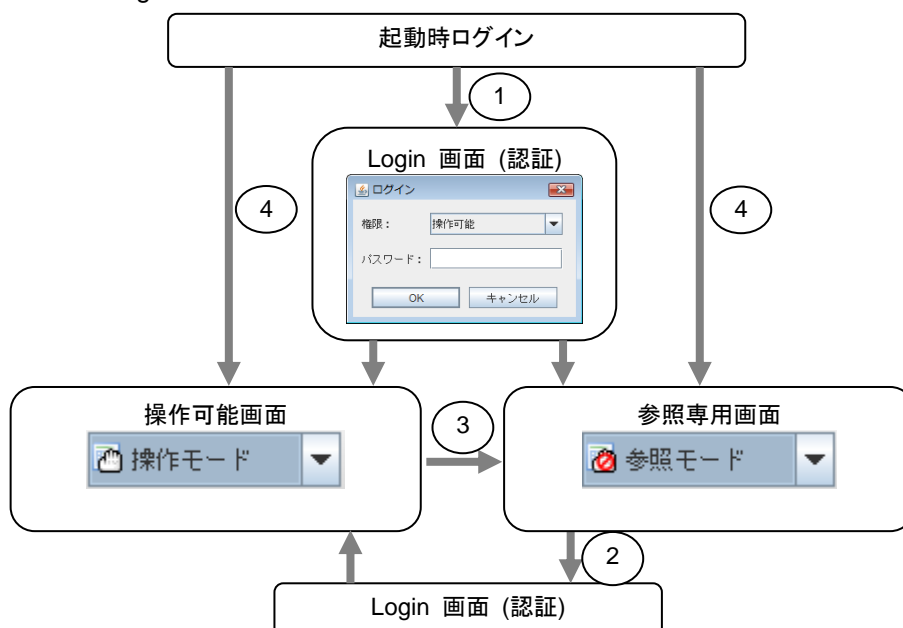 起動時ログイン
1
Login 画面 (認証)
ログイン
権限：
操作可能
パスワード：
OK
キャンセル
4
4
操作可能画面
操作モード
3
参照専用画面
参照モード
2
Login 画面 (認証)